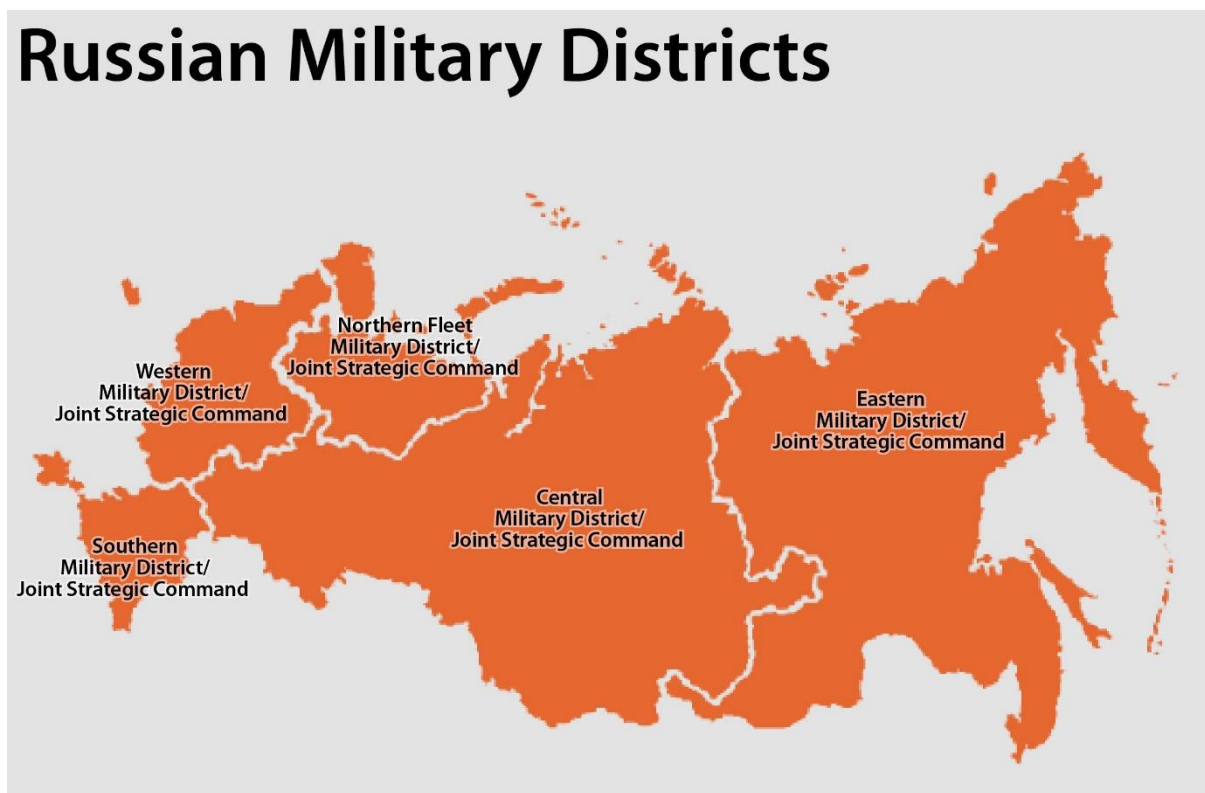 Russian Military Districts
Northern Fleet
Military District/
Joint Strategic Command
Western
Military District/
Joint Strategic Command
Eastern
Military District/
Joint Strategic Command
Central
Military District/
Joint Strategic Command
Southern
Military District/
Joint Strategic Command